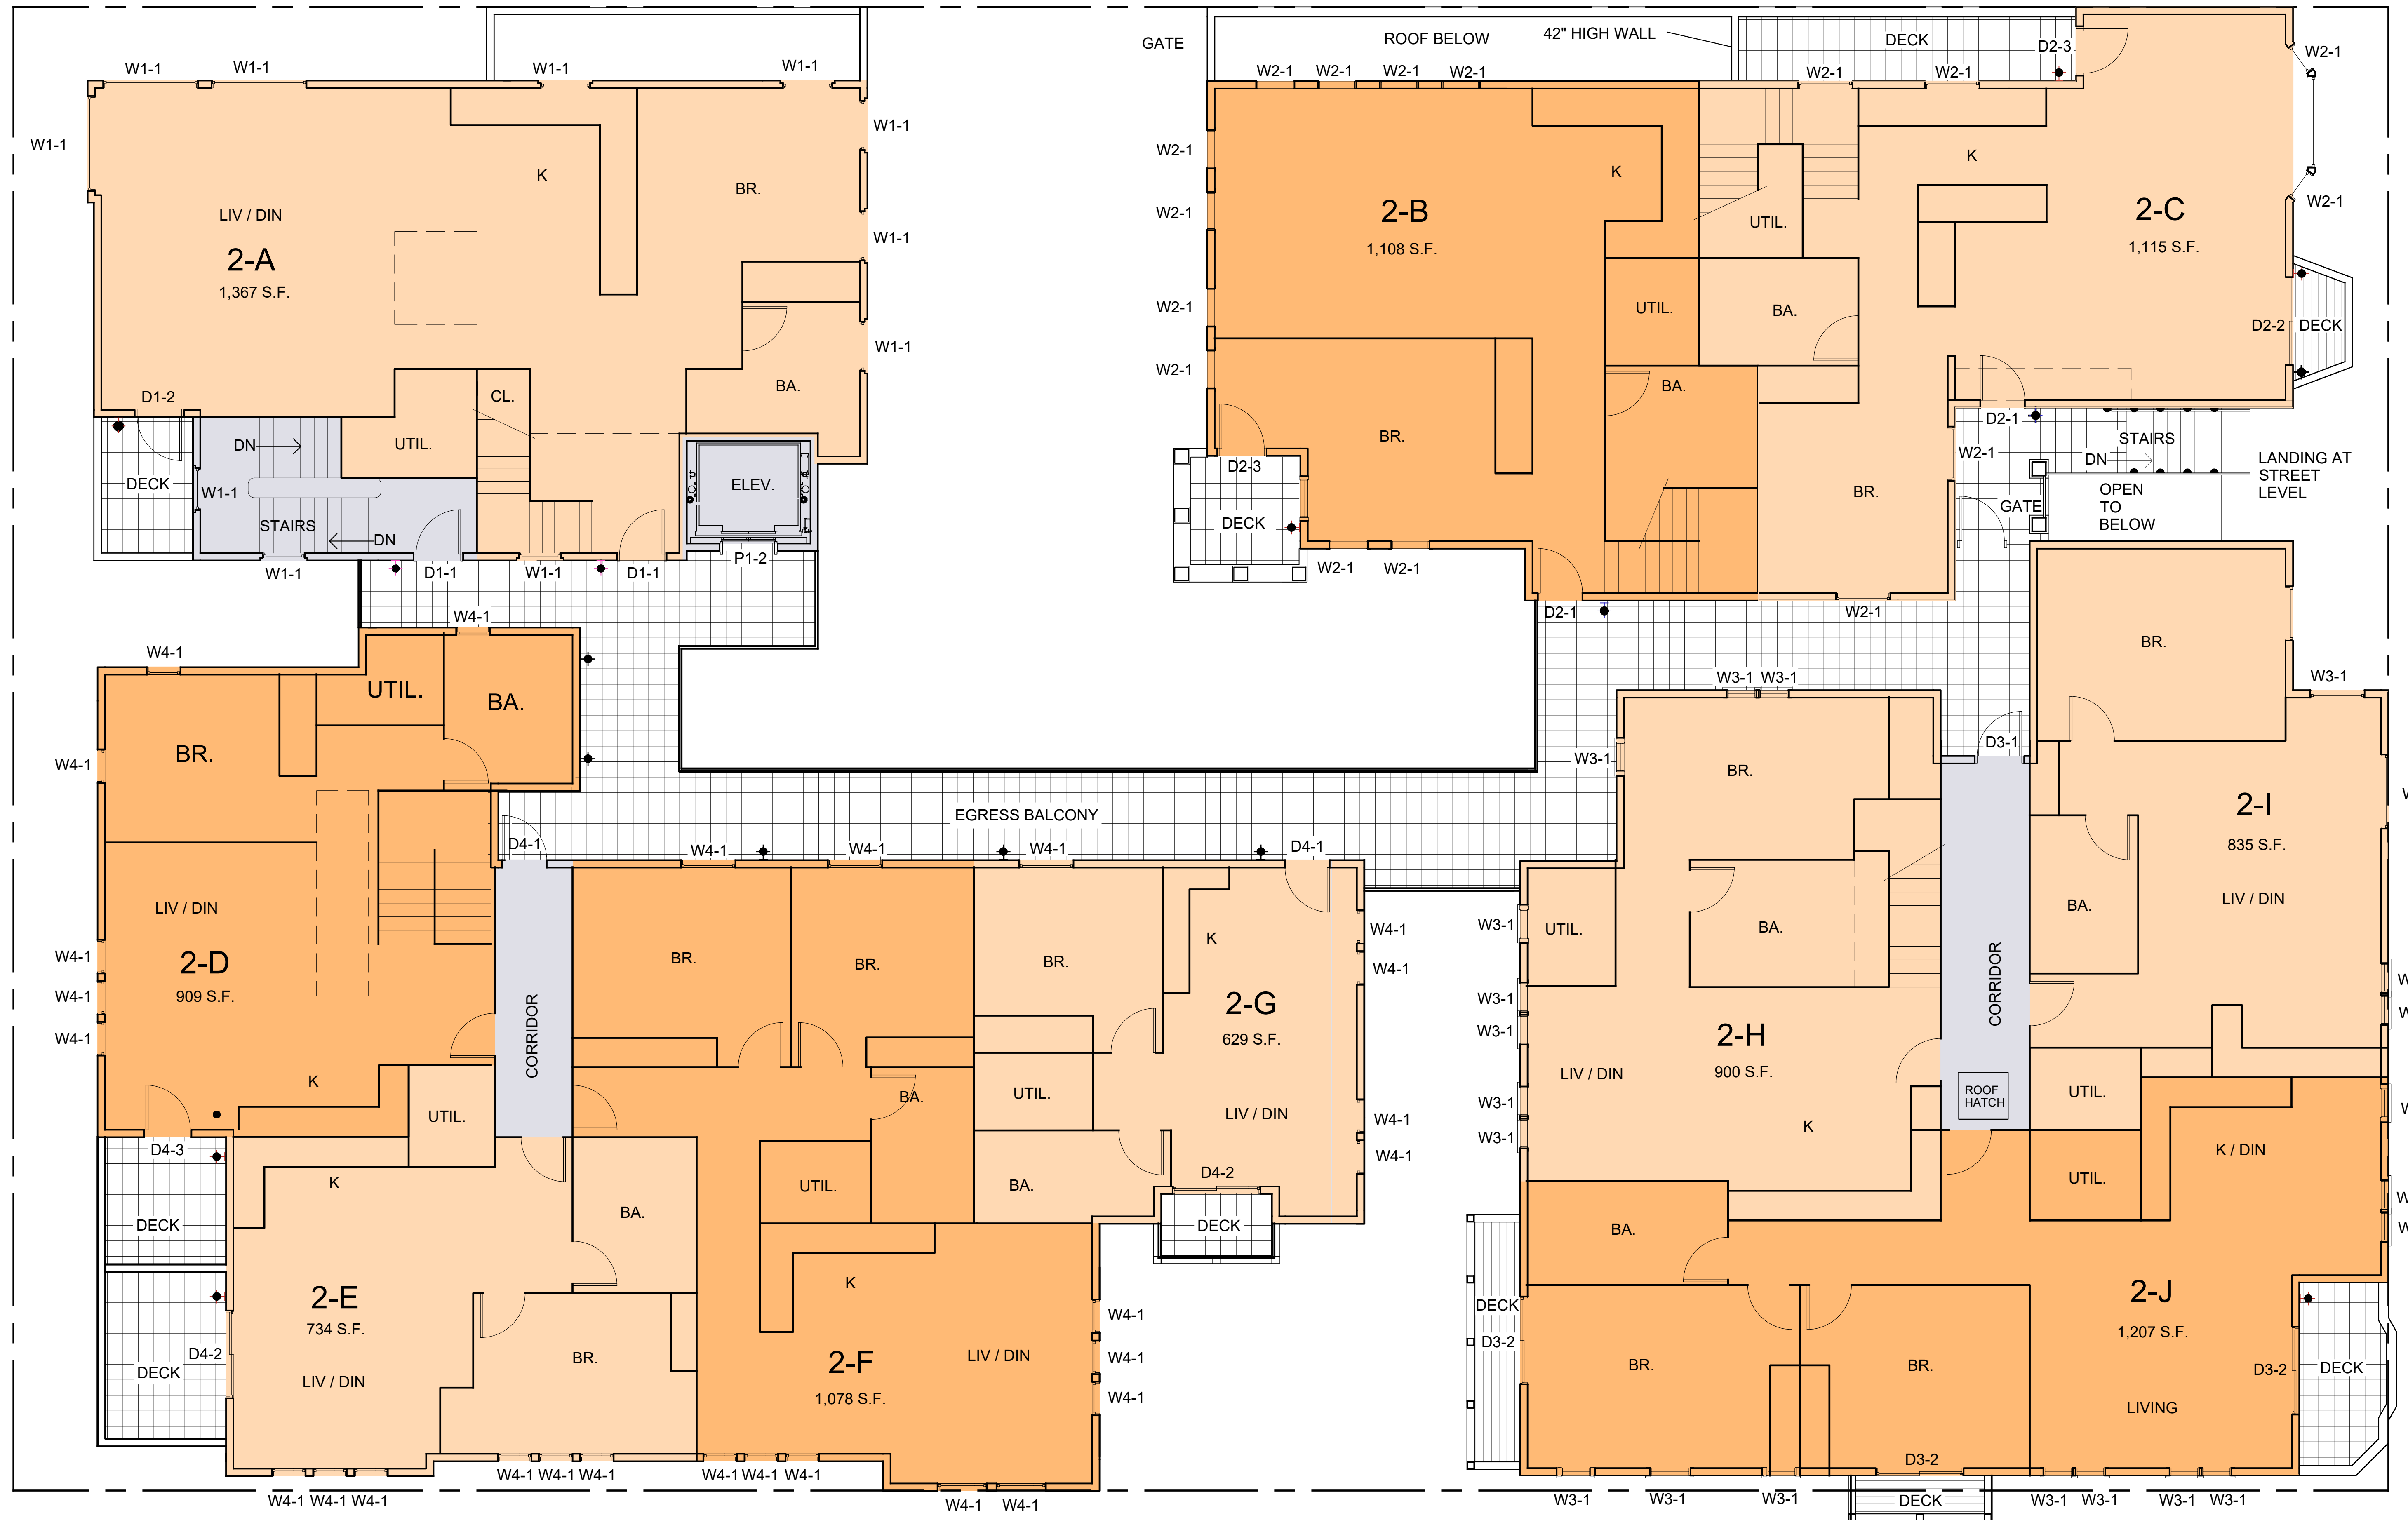 GATE
ROOF BELOW
42" HIGH WALL
DECK
D2-3
W1-1
W1-1
W1-1
W1-1
W1-1
W1-1
W1-1
W1-1
LIV / DIN
2-A
1,367 S.F.
K
BR.
BA.
CL.
UTIL.
D1-2
DECK
DN
W1-1
STAIRS
DN
ELEV.
W1-1
D1-1
W1-1
D1-1
P1-2
W2-1
W2-1
W2-1
W2-1
W2-1
W2-1
W2-1
W2-1
W2-1
W2-1
W2-1
W2-1
2-B
1,108 S.F.
K
UTIL.
BA.
BR.
D2-3
DECK
W2-1
W2-1
D2-1
UTIL.
BA.
K
2-C
1,115 S.F.
D2-2
DECK
D2-1
W2-1
BR.
W2-1
STAIRS
DN
GATE
OPEN
TO
BELOW
LANDING AT
STREET
LEVEL
W4-1
W4-1
W4-1
UTIL.
BA.
BR.
LIV / DIN
2-D
909 S.F.
W4-1
W4-1
W4-1
K
D4-3
DECK
D4-1
CORRIDOR
EGRESS BALCONY
W4-1
W4-1
W4-1
D4-1
BR.
BR.
BA.
UTIL.
K
2-F
1,078 S.F.
LIV / DIN
W4-1
W4-1
W4-1
W4-1 W4-1 W4-1
W4-1 W4-1
BR.
K
2-G
629 S.F.
UTIL.
LIV / DIN
BA.
D4-2
DECK
W4-1
W4-1
W4-1
W4-1
UTIL.
K
BA.
2-E
734 S.F.
LIV / DIN
BR.
D4-2
DECK
W4-1 W4-1 W4-1
W4-1 W4-1 W4-1
W3-1 W3-1
W3-1
BR.
UTIL.
BA.
W3-1
W3-1
W3-1
W3-1
W3-1
2-H
900 S.F.
LIV / DIN
K
D3-1
CORRIDOR
ROOF
HATCH
BR.
W3-1
2-I
835 S.F.
LIV / DIN
BA.
UTIL.
UTIL.
K / DIN
BA.
BR.
BR.
2-J
1,207 S.F.
LIVING
DECK
D3-2
D3-2
DECK
D3-2
DECK
W3-1
W3-1
W3-1
W3-1 W3-1
W3-1 W3-1